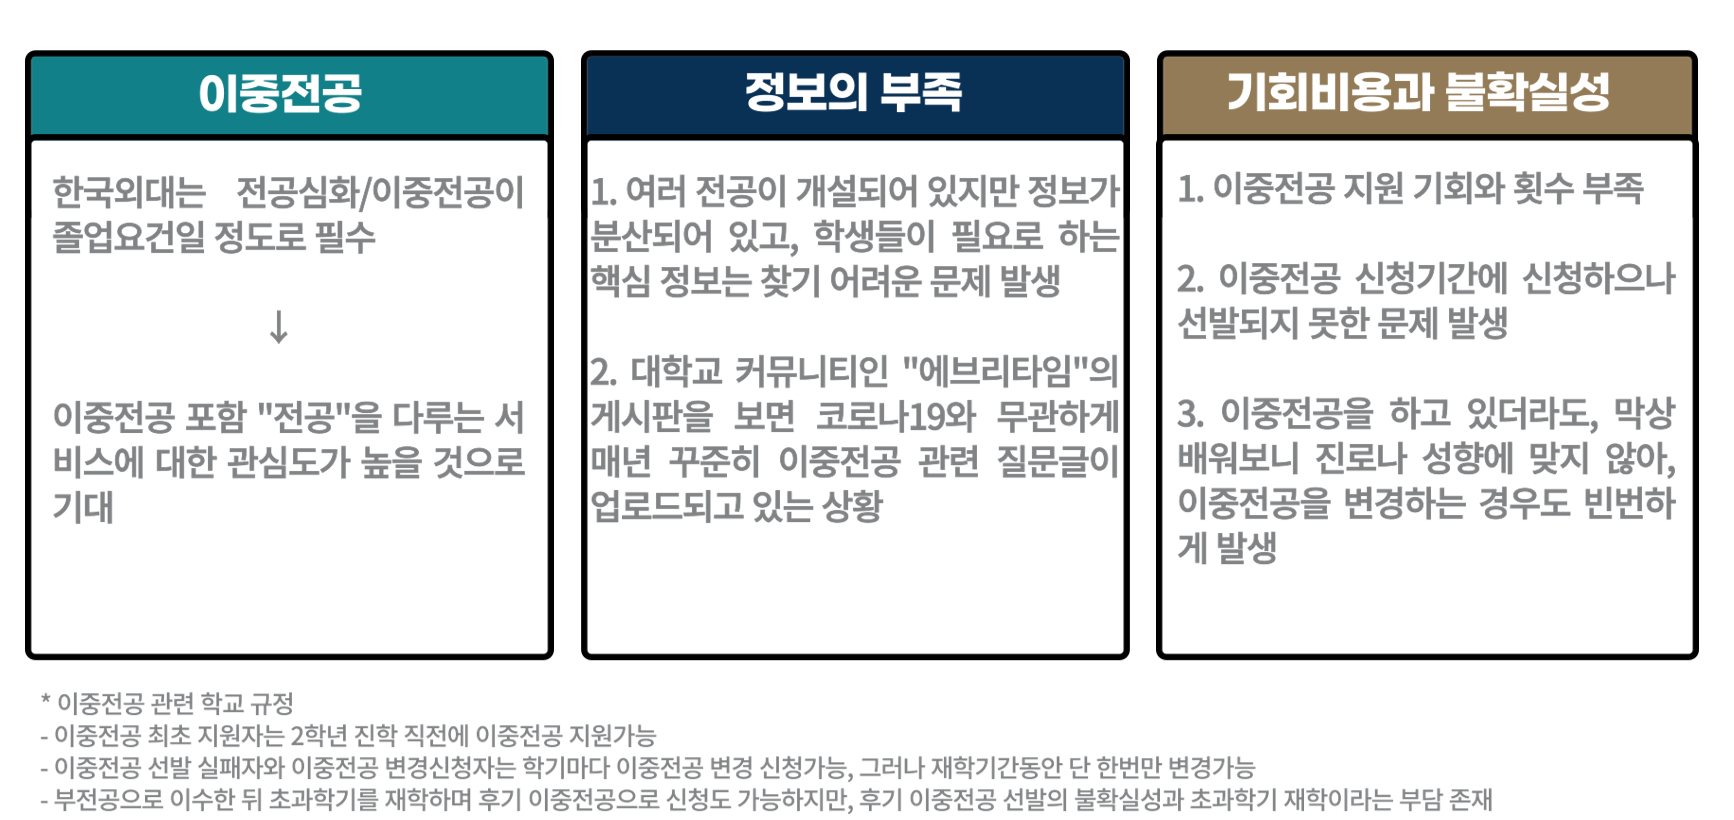 이중전공
한국외대는 전공심화/이중전공이
졸업요건일 정도로 필수
↓
이중전공 포함 "전공"을 다루는 서
비스에 대한 관심도가 높을 것으로
기대
정보의 부족
1. 여러 전공이 개설되어 있지만 정보가
분산되어 있고, 학생들이 필요로 하는
핵심 정보는 찾기 어려운 문제 발생
2. 대학교 커뮤니티인 "에브리타임"의
게시판을 보면 코로나19와 무관하게
매년 꾸준히 이중전공 관련 질문글이
업로드되고 있는 상황
기회비용과 불확실성
1. 이중전공 지원 기회와 횟수 부족
2. 이중전공 신청기간에 신청하으나
선발되지 못한 문제 발생
3. 이중전공을 하고 있더라도, 막상
배워보니 진로나 성향에 맞지 않아,
이중전공을 변경하는 경우도 빈번하
게 발생
* 이중전공 관련 학교 규정
- 이중전공 최초 지원자는 2학년 진학 직전에 이중전공 지원가능
- 이중전공 선발 실패자와 이중전공 변경신청자는 학기마다 이중전공 변경 신청가능, 그러나 재학기간동안 단 한번만 변경가능
- 부전공으로 이수한 뒤 초과학기를 재학하며 후기 이중전공으로 신청도 가능하지만, 후기 이중전공 선발의 불확실성과 초과학기 재학이라는 부담 존재